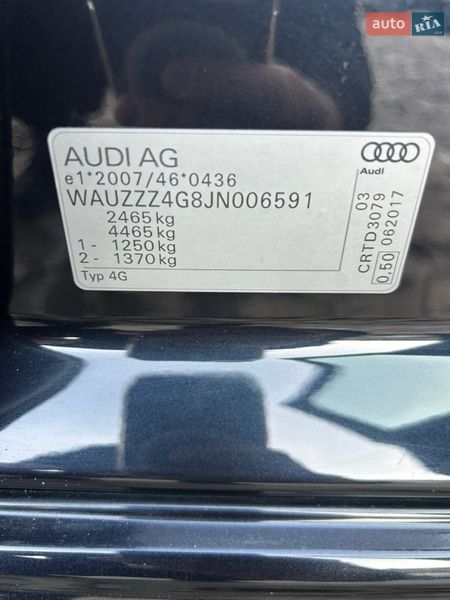 auto RIA
.com
AUDI AG
Audi
e1*2007/46*0436
WAUZZZ4G8JN006591
2465 kg
4465 kg
1 - 1250 kg
2 - 1370 kg
Typ 4G
03
CRTD3079
0,50 062017